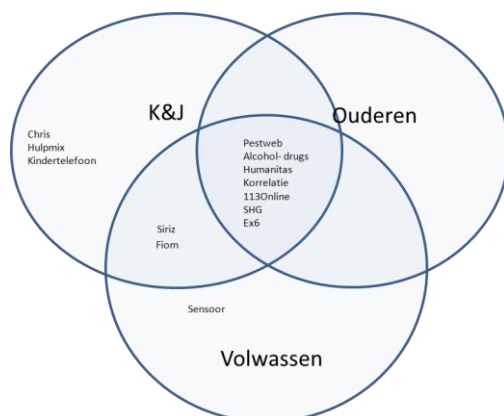 K&J
Ouderen
Chris
Hulpmix
Kindertelefoon
Pestweb
Alcohol- drugs
Humanitas
Korrelatie
113Online
SHG
Ex6
Siriz
Fiom
Sensoor
Volwassen